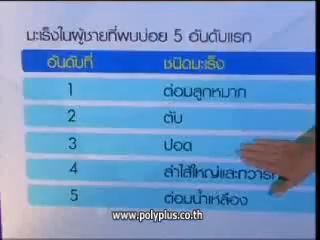 มะเร็งในผู้ชายที่พบบ่อย 5 อันดับแรก
อันดับที่ ชนิดมะเร็ง
1 ต่อมลูกหมาก
2 ตับ
3 ปอด
4 ลำไส้ใหญ่และทวารห
5 ต่อมน้ำเหลือง
www.polyplus.co.th